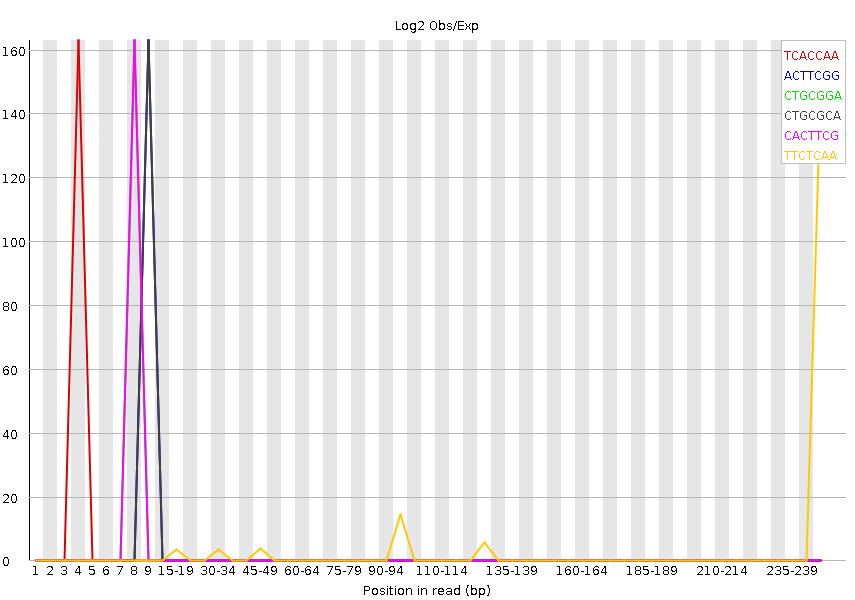 Log2 Obs/Exp
160
140
120
100
80
60
40
20
0
TCACCAA
ACTTCGG
CTGCGGA
CTGCGCA
CACTTCG
TTCTCAA
1 2 3 4 5 6 7 8 9 15-19 30-34 45-49 60-64 75-79 90-94 110-114 135-139 160-164 185-189 210-214 235-239
Position in read (bp)